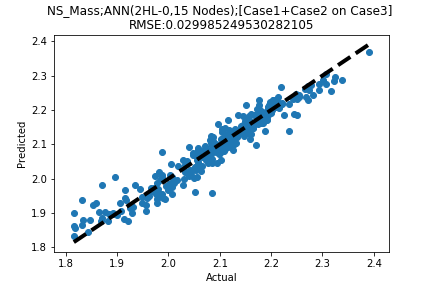 NS_Mass;ANN(2HL-0,15 Nodes);[Case1+Case2 on Case3]
RMSE:0.029985249530282105
2.4
2.3
2.2
2.1
2.0
1.9
1.8
Predicted
1.8 1.9 2.0 2.1 2.2 2.3 2.4
Actual